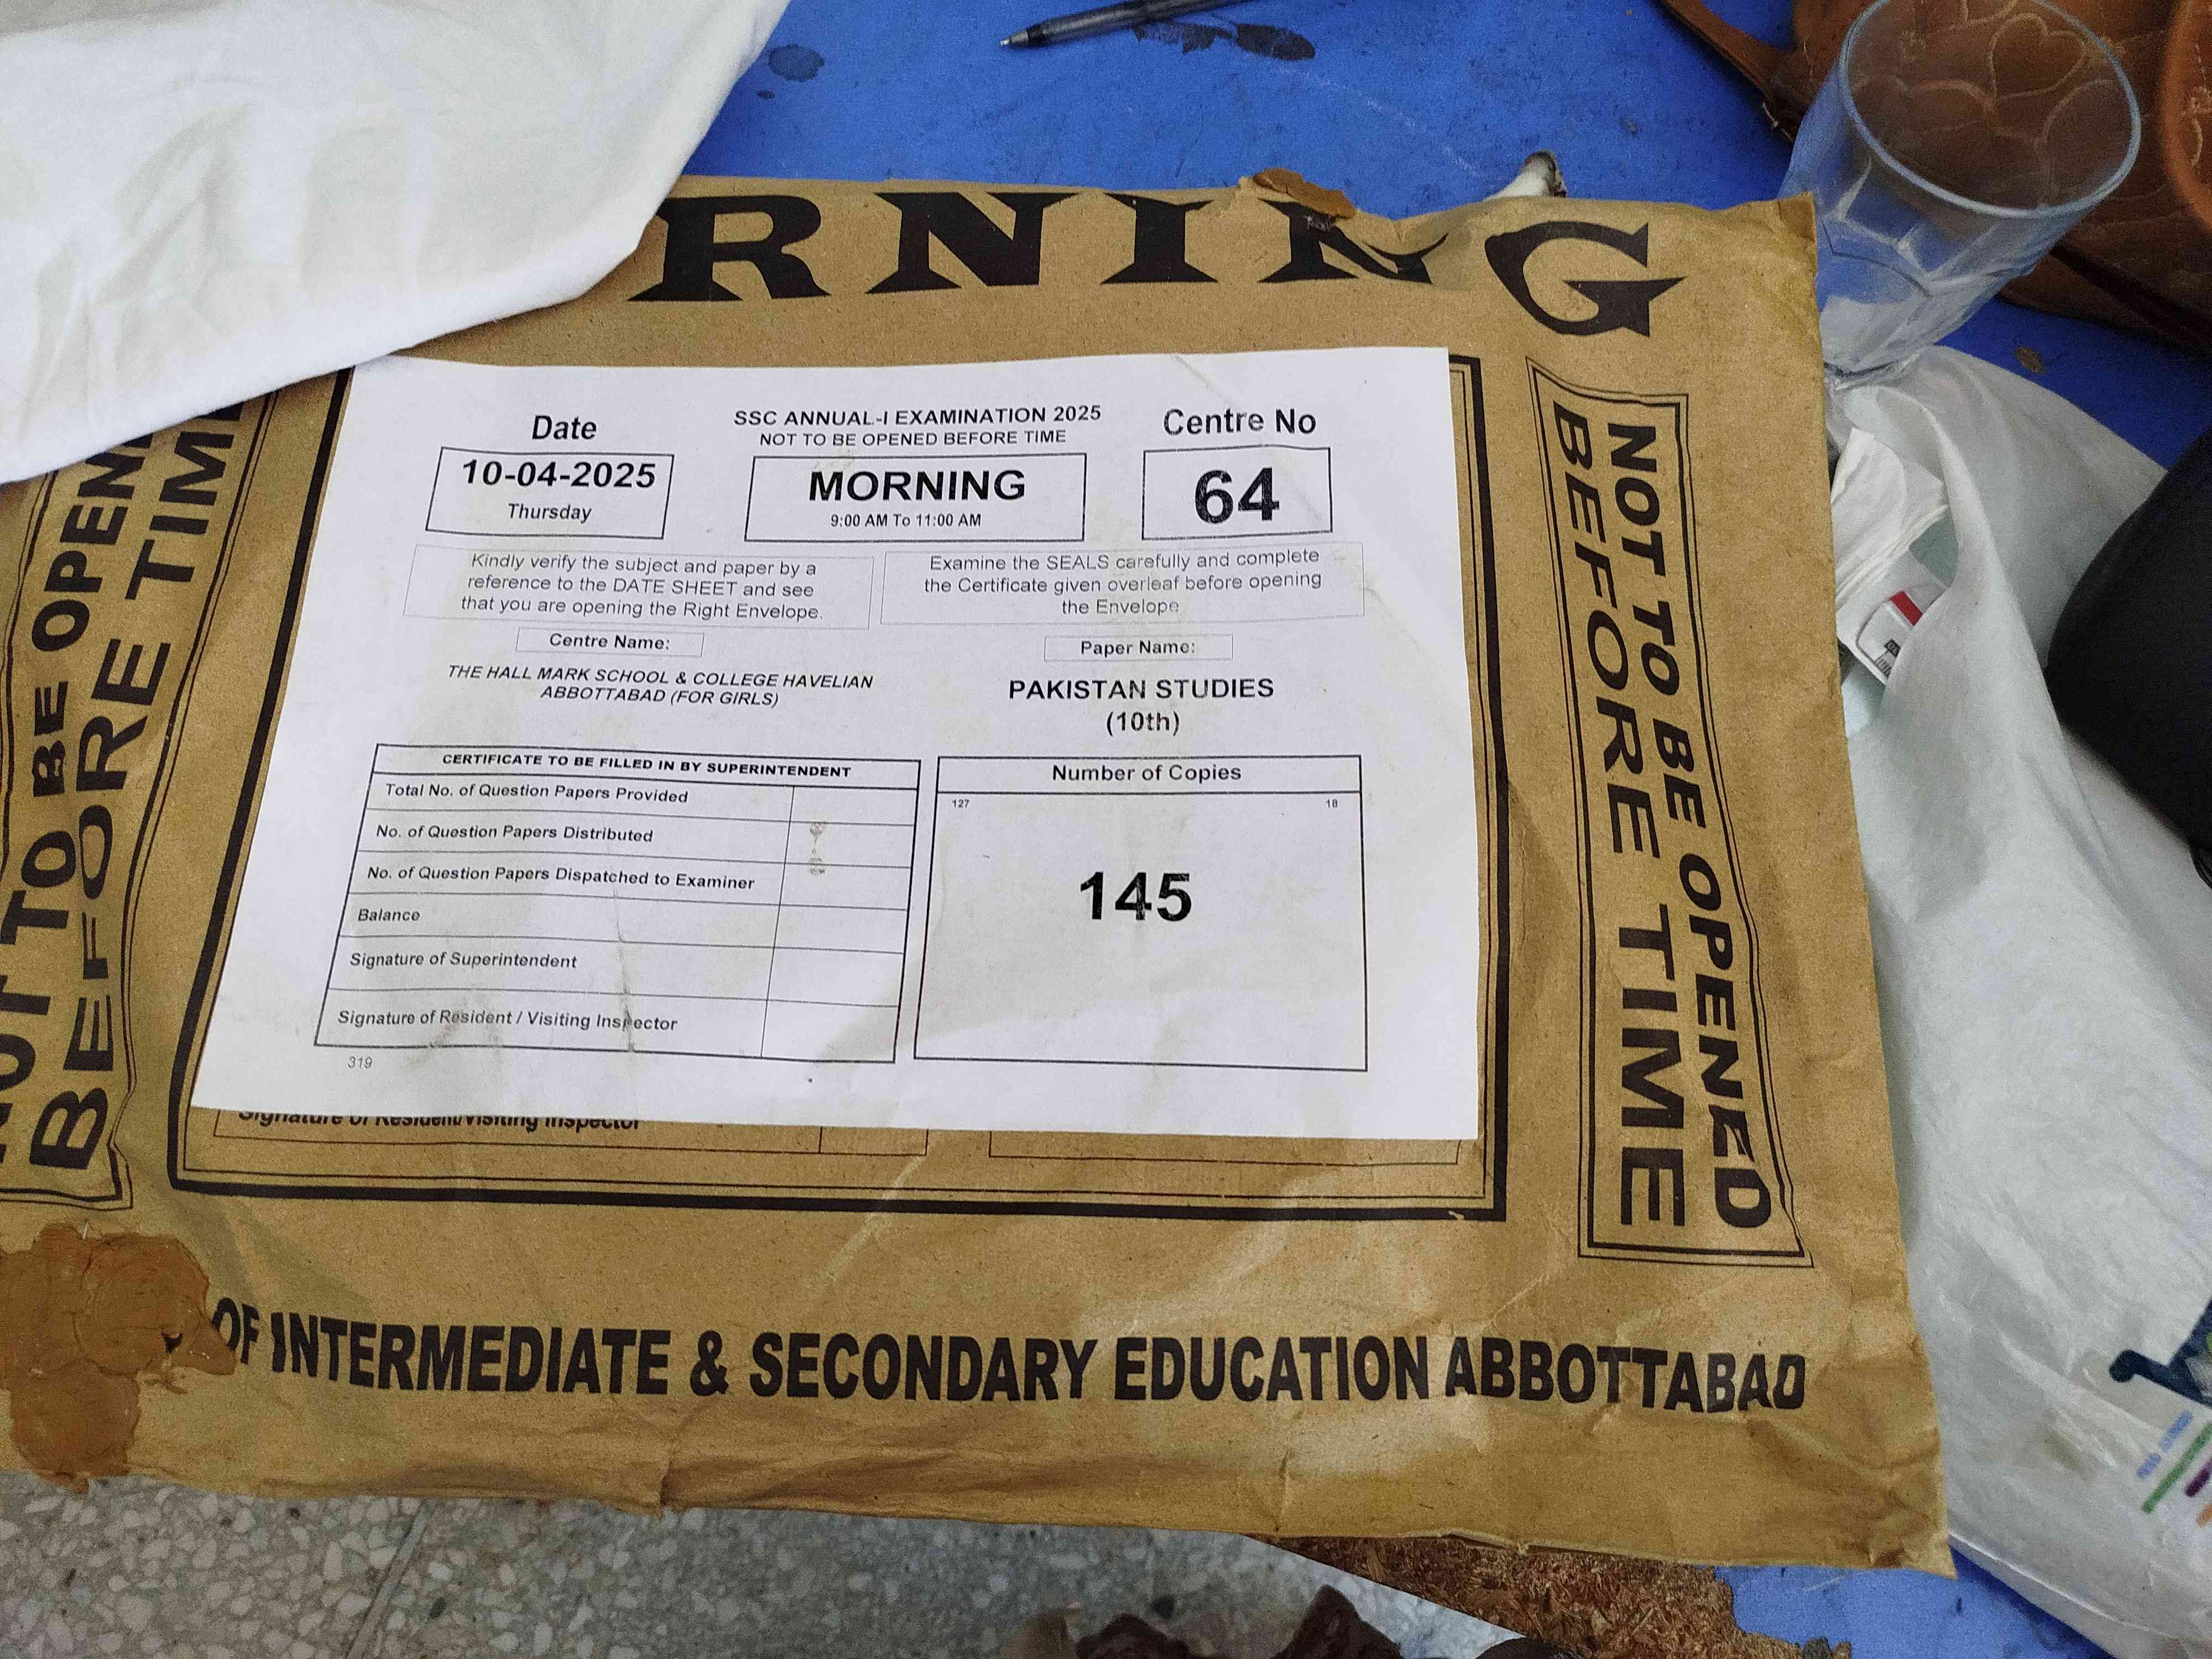 RNING
Date
SSC ANNUAL-I EXAMINATION 2025
NOT TO BE OPENED BEFORE TIME
Centre No
10-04-2025
Thursday
MORNING
9:00 AM To 11:00 AM
64
Kindly verify the subject and paper by a
reference to the DATE SHEET and see
that you are opening the Right Envelope.
Examine the SEALS carefully and complete
the Certificate given overleaf before opening
the Envelope
Centre Name:
THE HALL MARK SCHOOL & COLLEGE HAVELIAN
ABBOTTABAD (FOR GIRLS)
Paper Name:
PAKISTAN STUDIES
(10th)
CERTIFICATE TO BE FILLED IN BY SUPERINTENDENT
Total No. of Question Papers Provided
No. of Question Papers Distributed
No. of Question Papers Dispatched to Examiner
Balance
Signature of Superintendent
Signature of Resident / Visiting Inspector
Number of Copies
127 18
145
319
Signature of Resident/Visiting Inspector
NOT TO BE OPENE
BEFORE TIME
NOT TO BE OPENED
BEFORE TIME
OF INTERMEDIATE & SECONDARY EDUCATION ABBOTTABAD